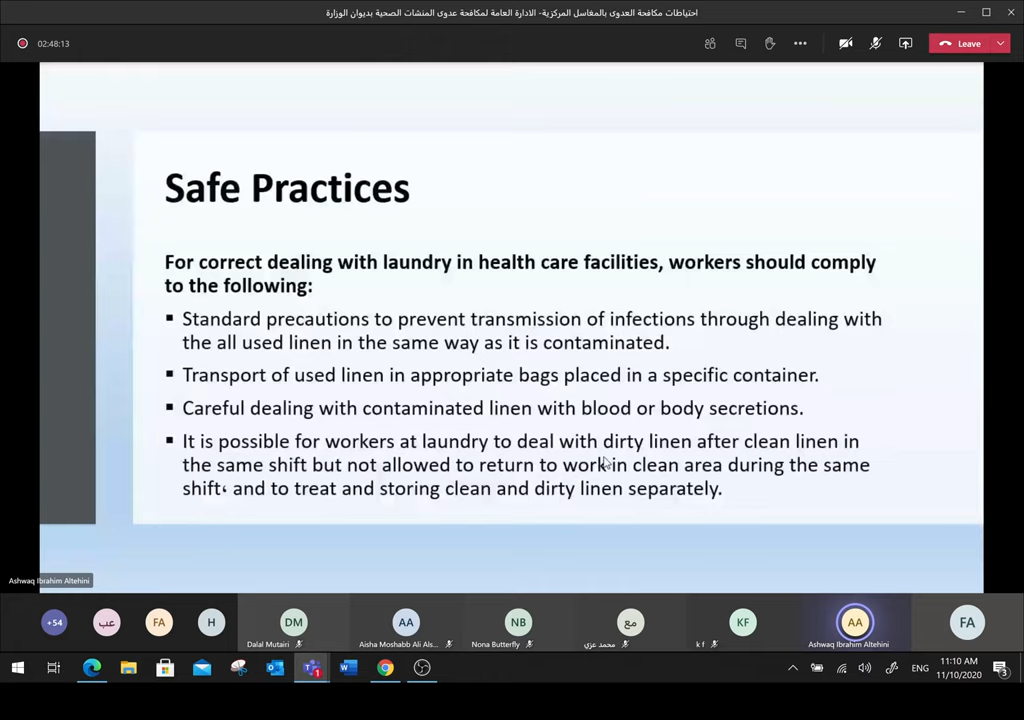 احتياطات مكافحة العدوى بالمغاسل المركزية- الادارة العامة لمكافحة عدوى المنشات الصحية بديوان الوزارة
02:48:13
Leave
Safe Practices
For correct dealing with laundry in health care facilities, workers should comply
to the following:
▪ Standard precautions to prevent transmission of infections through dealing with
the all used linen in the same way as it is contaminated.
▪ Transport of used linen in appropriate bags placed in a specific container.
▪ Careful dealing with contaminated linen with blood or body secretions.
▪ It is possible for workers at laundry to deal with dirty linen after clean linen in
the same shift but not allowed to return to work in clean area during the same
shift، and to treat and storing clean and dirty linen separately.
Ashwaq Ibrahim Altehini
+54
عب
FA
H
DM
AA
NB
مع
KF
AA
FA
Dalal Mutairi
Aisha Moshabb Ali Als...
Nona Butterfly
محمد عزي
k f
Ashwaq Ibrahim Altehini
1
ENG
11:10 AM
11/10/2020
3